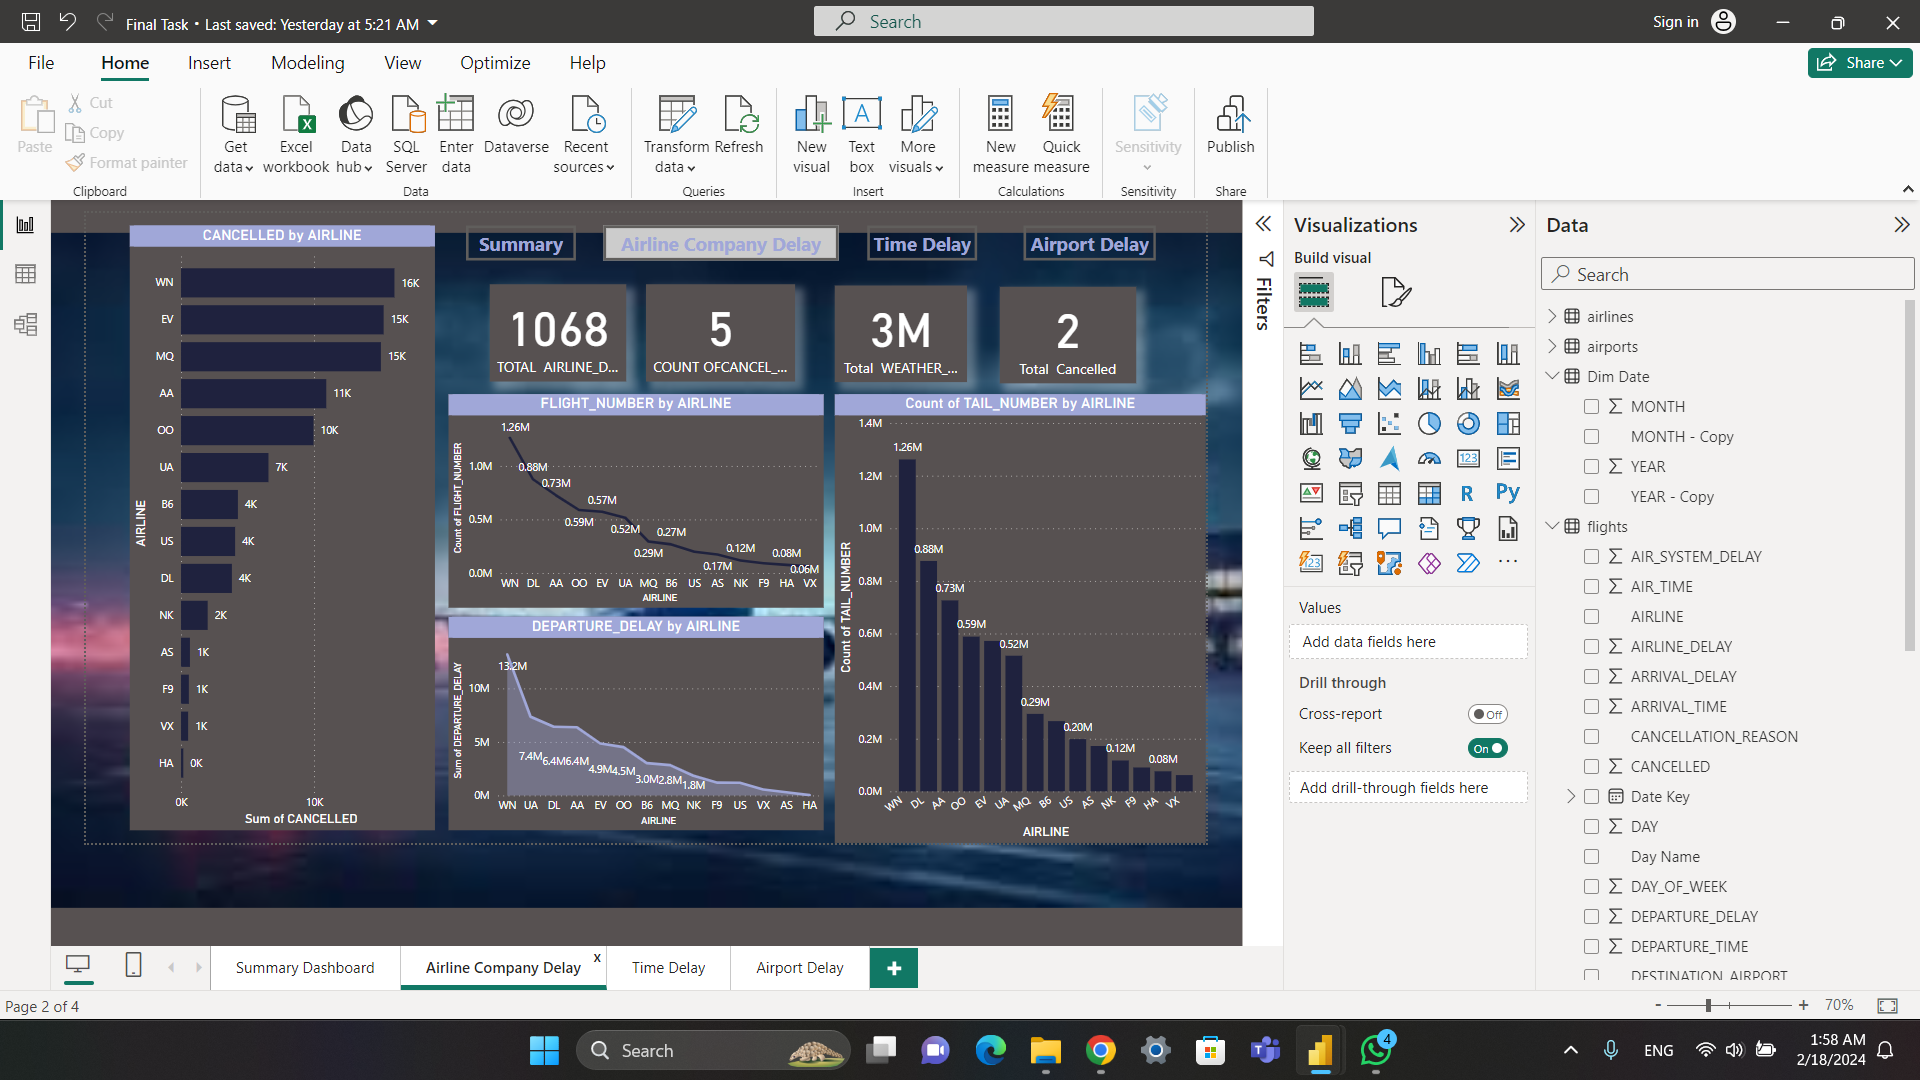 Final Task • Last saved: Yesterday at 5:21 AM
Search
Sign in
File Home Insert Modeling View Optimize Help
Share
Paste
Cut
Copy
Format painter
Clipboard
Get data
Excel workbook
Data hub
SQL Server
Enter data
Dataverse
Recent sources
Data
Transform data
Refresh
Queries
New visual
Text box
More visuals
Insert
New measure
Quick measure
Calculations
Sensitivity
Sensitivity
Publish
Share
CANCELLED by AIRLINE
AIRLINE
WN 16K
EV 15K
MQ 15K
AA 11K
OO 10K
UA 7K
B6 4K
US 4K
DL 4K
NK 2K
AS 1K
F9 1K
VX 1K
HA 0K
0K 10K
Sum of CANCELLED
Summary
Airline Company Delay
Time Delay
Airport Delay
1068
TOTAL AIRLINE_D...
5
COUNT OFCANCEL_...
3M
Total WEATHER_...
2
Total Cancelled
FLIGHT_NUMBER by AIRLINE
Count of FLIGHT_NUMBER
1.0M
0.5M
0.0M
1.26M
0.88M
0.73M
0.59M
0.57M
0.52M
0.29M
0.27M
0.17M
0.12M
0.08M
0.06M
WN DL AA OO EV UA MQ B6 US AS NK F9 HA VX
AIRLINE
DEPARTURE_DELAY by AIRLINE
Sum of DEPARTURE_DELAY
10M
5M
0M
13.2M
7.4M
6.4M
6.4M
4.9M
4.5M
3.0M
2.8M
1.8M
WN UA DL AA EV OO B6 MQ NK F9 US VX AS HA
AIRLINE
Count of TAIL_NUMBER by AIRLINE
Count of TAIL_NUMBER
1.4M
1.2M
1.0M
0.8M
0.6M
0.4M
0.2M
0.0M
1.26M
0.88M
0.73M
0.59M
0.52M
0.29M
0.20M
0.12M
0.08M
WN DL AA OO EV UA MQ B6 US AS NK F9 HA VX
AIRLINE
Filters
Visualizations
Build visual
123
R
Py
123
...
Values
Add data fields here
Drill through
Cross-report
Off
Keep all filters
On
Add drill-through fields here
Data
Search
airlines
airports
Dim Date
MONTH
MONTH - Copy
YEAR
YEAR - Copy
flights
AIR_SYSTEM_DELAY
AIR_TIME
AIRLINE
AIRLINE_DELAY
ARRIVAL_DELAY
ARRIVAL_TIME
CANCELLATION_REASON
CANCELLED
Date Key
DAY
Day Name
DAY_OF_WEEK
DEPARTURE_DELAY
DEPARTURE_TIME
DESTINATION_AIRPORT
Summary Dashboard
Airline Company Delay
x
Time Delay
Airport Delay
+
Page 2 of 4
- + 70%
Search
4
ENG
1:58 AM
2/18/2024